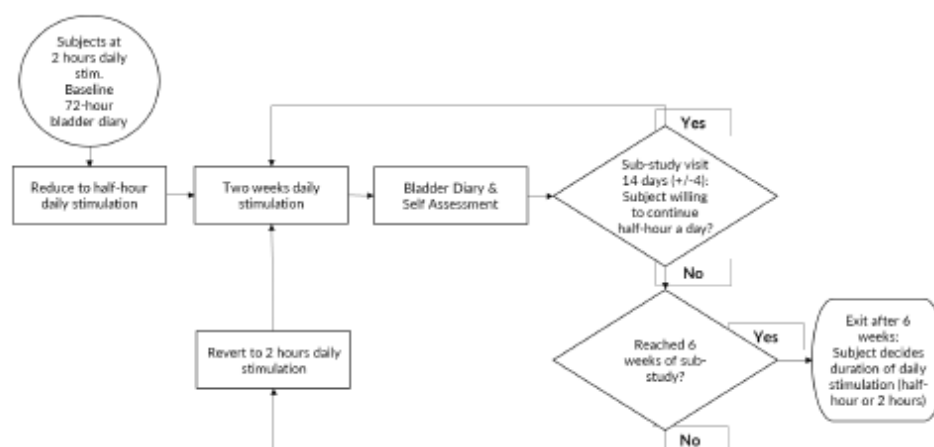 Subjects at
2 hours daily
stim.
Baseline
72-hour
bladder diary
Reduce to half-hour
daily stimulation
Two weeks daily
stimulation
Bladder Diary &
Self Assessment
Yes
Sub-study visit
14 days (+/-4):
Subject willing
to continue
half-hour a day?
No
Revert to 2 hours daily
stimulation
Reached 6
weeks of sub-
study?
Yes
Exit after 6
weeks:
Subject decides
duration of daily
stimulation (half-
hour or 2 hours)
No